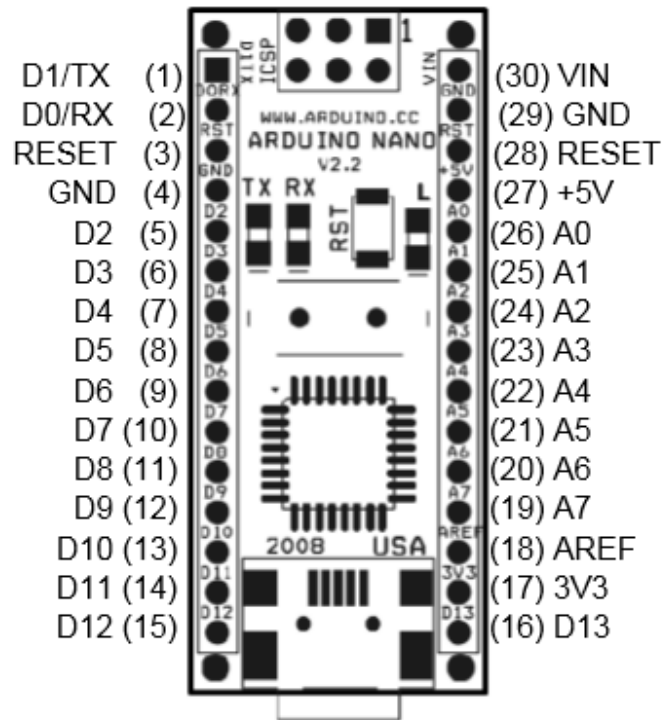 D1/TX (1)
D0/RX (2)
RESET (3)
GND (4)
D2 (5)
D3 (6)
D4 (7)
D5 (8)
D6 (9)
D7 (10)
D8 (11)
D9 (12)
D10 (13)
D11 (14)
D12 (15)
D1TX
ICSP
1
VIN
WWW.ARDUINO.CC
ARDUINO NANO
V2.2
TX RX
RST
L
D0RX
RST
GND
D2
D3
D4
D5
D6
D7
D8
D9
D10
D11
D12
GND
RST
+5V
A0
A1
A2
A3
A4
A5
A6
A7
AREF
3V3
D13
2008 USA
(30) VIN
(29) GND
(28) RESET
(27) +5V
(26) A0
(25) A1
(24) A2
(23) A3
(22) A4
(21) A5
(20) A6
(19) A7
(18) AREF
(17) 3V3
(16) D13